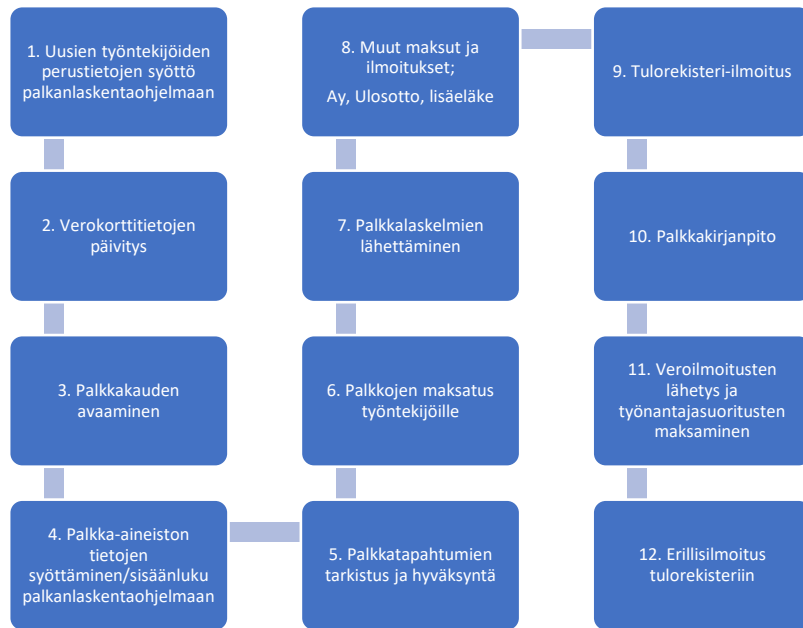 1. Uusien työntekijöiden
perustietojen syöttö
palkanlaskentaohjelmaan
2. Verokorttitietojen
päivitys
3. Palkkakauden
avaaminen
4. Palkka-aineiston
tietojen
syöttäminen/sisäänluku
palkanlaskentaohjelmaan
5. Palkkatapahtumien
tarkistus ja hyväksyntä
6. Palkkojen maksatus
työntekijöille
7. Palkkalaskelmien
lähettäminen
8. Muut maksut ja
ilmoitukset;
Ay, Ulosotto, lisäeläke
9. Tulorekisteri-ilmoitus
10. Palkkakirjanpito
11. Veroilmoitusten
lähetys ja
työnantajasuoritusten
maksaminen
12. Erillisilmoitus
tulorekisteriin